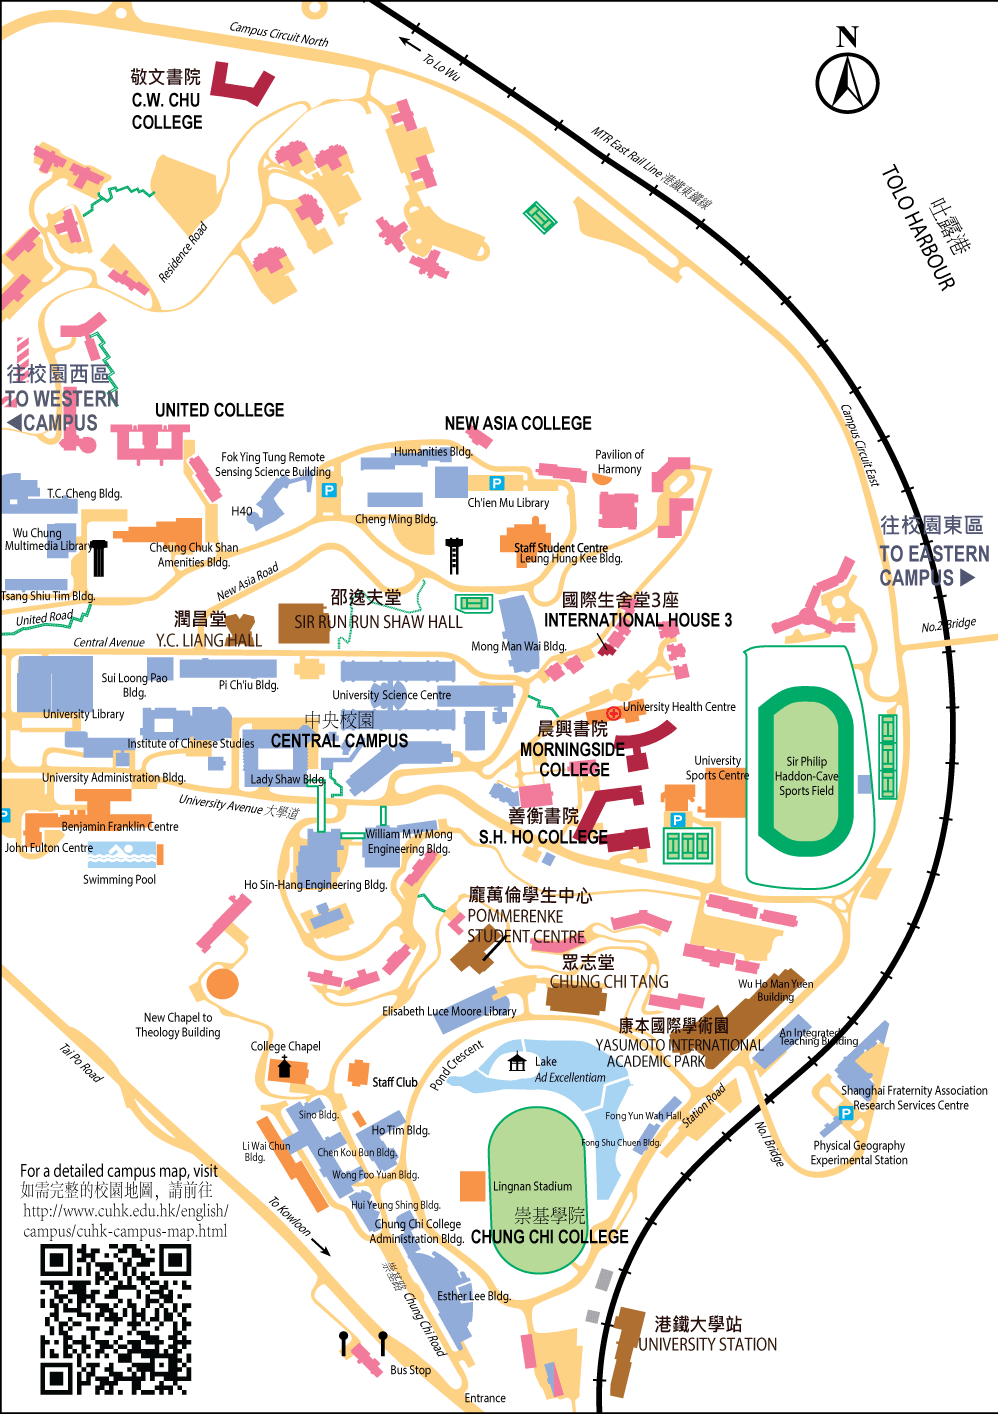 Campus Circuit North
To Lo Wu
N
敬文書院
C.W. CHU
COLLEGE
MTR East Rail Line 港鐵東鐵線
吐露港
TOLO HARBOUR
Residence Road
往校園西區
TO WESTERN
CAMPUS
UNITED COLLEGE
NEW ASIA COLLEGE
Campus Circuit East
Fok Ying Tung Remote
Sensing Science Building
Humanities Bldg.
Pavilion of
Harmony
P
P
T.C. Cheng Bldg.
H40
Ch'ien Mu Library
Cheng Ming Bldg.
Wu Chung
Multimedia Library
Cheung Chuk Shan
Amenities Bldg.
Staff Student Centre
Leung Hung Kee Bldg.
往校園東區
TO EASTERN
CAMPUS
New Asia Road
Tsang Shiu Tim Bldg.
United Road
潤昌堂
Y.C. LIANG HALL
邵逸夫堂
SIR RUN RUN SHAW HALL
國際生舍堂3座
INTERNATIONAL HOUSE 3
No.2 Bridge
Central Avenue
Mong Man Wai Bldg.
Sui Loong Pao
Bldg.
Pi Ch'iu Bldg.
University Science Centre
University Library
中央校園
CENTRAL CAMPUS
University Health Centre
Institute of Chinese Studies
晨興書院
MORNINGSIDE
COLLEGE
University
Sports Centre
Sir Philip
Haddon-Cave
Sports Field
University Administration Bldg.
Lady Shaw Bldg.
University Avenue 大學道
善衡書院
S.H. HO COLLEGE
P
P
Benjamin Franklin Centre
John Fulton Centre
William M W Mong
Engineering Bldg.
Swimming Pool
Ho Sin-Hang Engineering Bldg.
龐萬倫學生中心
POMMERENKE
STUDENT CENTRE
眾志堂
CHUNG CHI TANG
Wu Ho Man Yuen
Building
New Chapel to
Theology Building
Elisabeth Luce Moore Library
康本國際學術園
YASUMOTO INTERNATIONAL
ACADEMIC PARK
An Integrated
Teaching Building
Tai Po Road
College Chapel
Pond Crescent
Lake
Ad Excellentiam
Staff Club
Station Road
Shanghai Fraternity Association
Research Services Centre
P
Sino Bldg.
Ho Tim Bldg.
Fong Yun Wah Hall
Fong Shu Chuen Bldg.
No.1 Bridge
Physical Geography
Experimental Station
Li Wai Chun
Bldg.
Chen Kou Bun Bldg.
Wong Foo Yuan Bldg.
For a detailed campus map, visit
如需完整的校園地圖，請前往
http://www.cuhk.edu.hk/english/
campus/cuhk-campus-map.html
Lingnan Stadium
To Kowloon
Hui Yeung Shing Bldg.
Chung Chi College
Administration Bldg.
崇基學院
CHUNG CHI COLLEGE
崇基路 Chung Chi Road
Esther Lee Bldg.
港鐵大學站
UNIVERSITY STATION
Bus Stop
Entrance